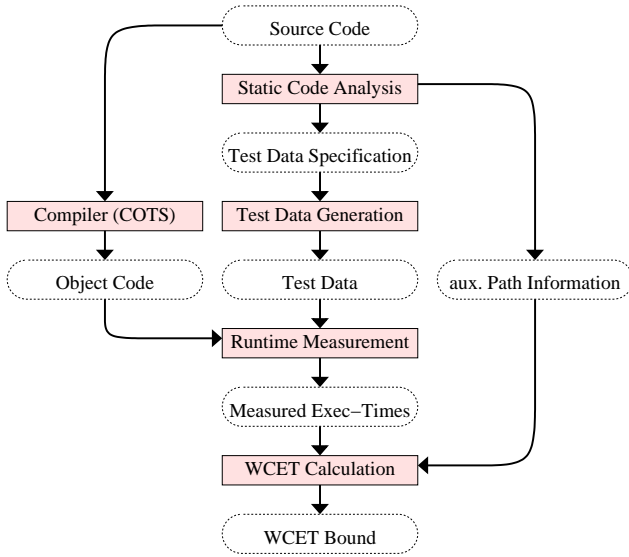 Source Code
Static Code Analysis
Test Data Specification
Compiler (COTS)
Test Data Generation
Object Code
Test Data
aux. Path Information
Runtime Measurement
Measured Exec−Times
WCET Calculation
WCET Bound